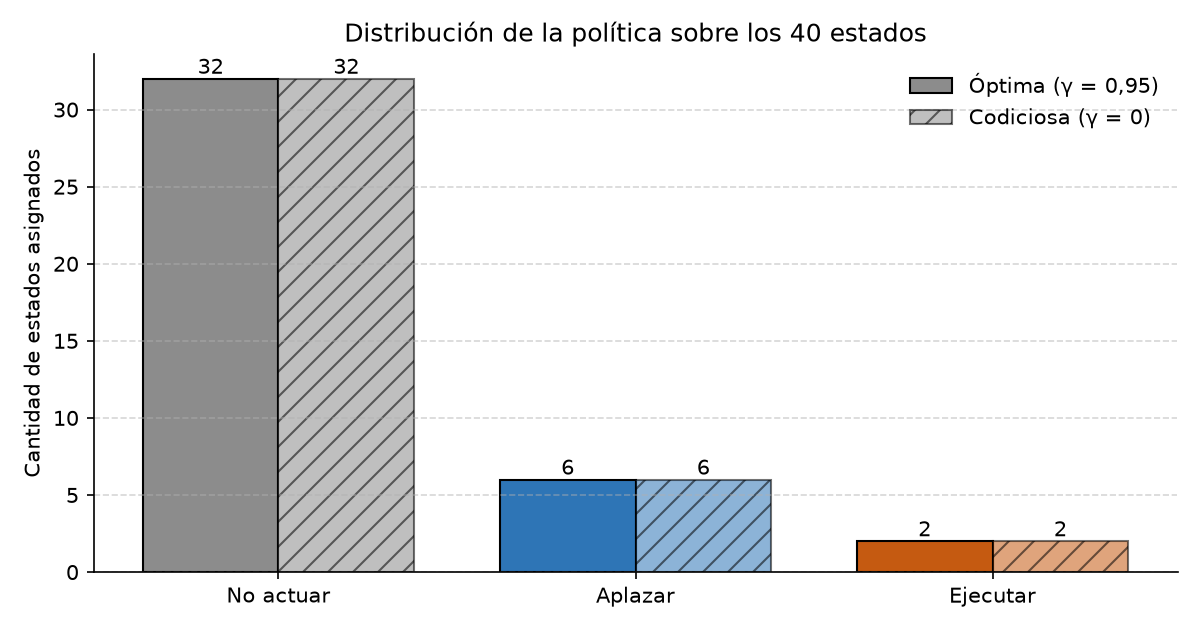 Distribución de la política sobre los 40 estados
Óptima (γ = 0,95)
Codiciosa (γ = 0)
Cantidad de estados asignados
30
25
20
15
10
5
0
32
32
6
6
2
2
No actuar
Aplazar
Ejecutar